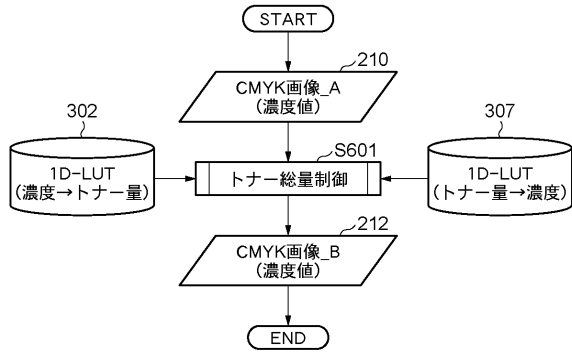 START
210
CMYK画像_A
(濃度値)
302
1D-LUT
(濃度→トナー量)
S601
トナー総量制御
307
1D-LUT
(トナー量→濃度)
212
CMYK画像_B
(濃度値)
END